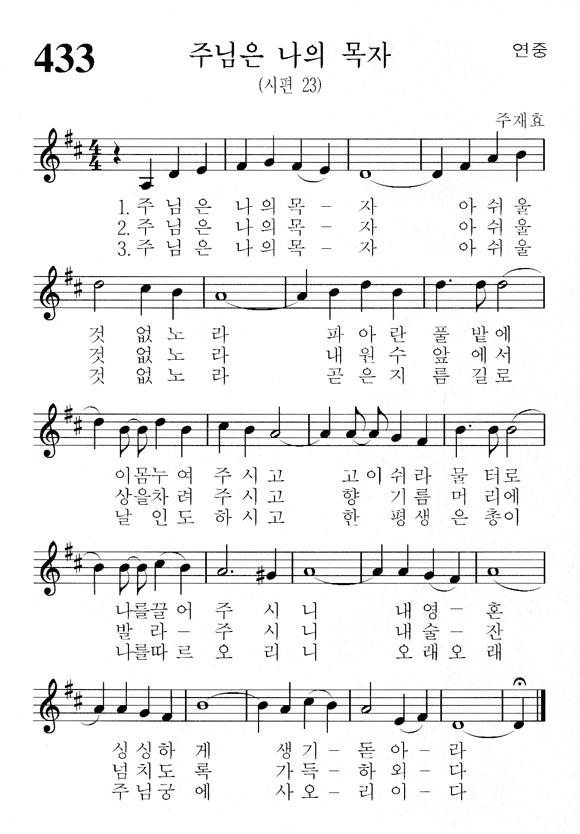 433 주님은 나의 목자 연중
(시편 23)
주재효
1. 주님은 나의목 - 자 아쉬울
2. 주님은 나의목 - 자 아쉬울
3. 주님은 나의목 - 자 아쉬울
것 없노라 파아란 풀밭에
것 없노라 내원수 앞에서
것 없노라 곧은지 름길로
이몸누여 주시고 고이쉬라 물터로
상을차려 주시고 향 기름 머리에
날 인도 하시고 한 평생 은총이
나를끌어 주시니 내영 - 혼
발라 - 주시니 내술 - 잔
나를따르 오리니 오래오래
싱싱하게 생기 - 돋아 - 라
넘치도록 가득 - 하외 - 다
주님궁에 사오 - 리이 - 다